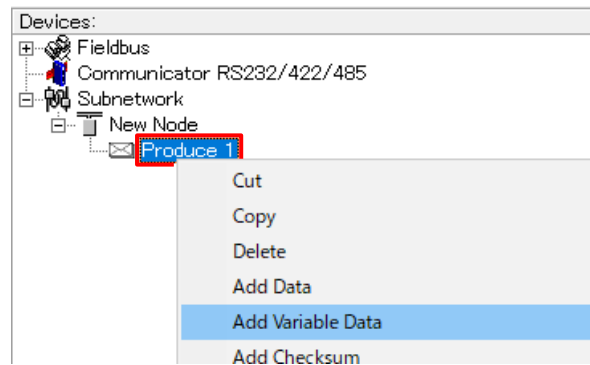 Devices:
Fieldbus
Communicator RS232/422/485
Subnetwork
New Node
Produce 1
Cut
Copy
Delete
Add Data
Add Variable Data
Add Checksum